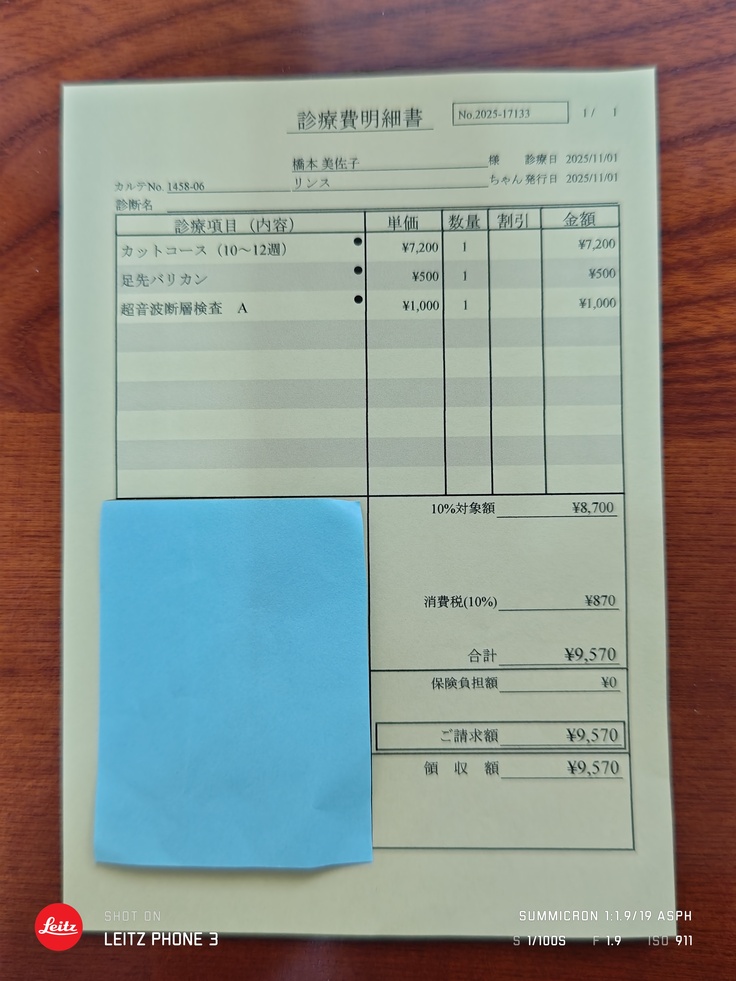 診療費明細書
No.2025-17133
1/ 1
橋本 美佐子 様 診療日 2025/11/01
カルテNo. 1458-06 リンス ちゃん 発行日 2025/11/01
診断名
診療項目（内容） 単価 数量 割引 金額
カットコース（10～12週） ● ¥7,200 1 ¥7,200
足先バリカン ● ¥500 1 ¥500
超音波断層検査 A ● ¥1,000 1 ¥1,000
10%対象額 ¥8,700
消費税(10%) ¥870
合計 ¥9,570
保険負担額 ¥0
ご請求額 ¥9,570
領 収 額 ¥9,570
Leitz
SHOT ON
LEITZ PHONE 3
SUMMICRON 1:1.9/19 ASPH
S 1/100S F 1.9 ISO 911